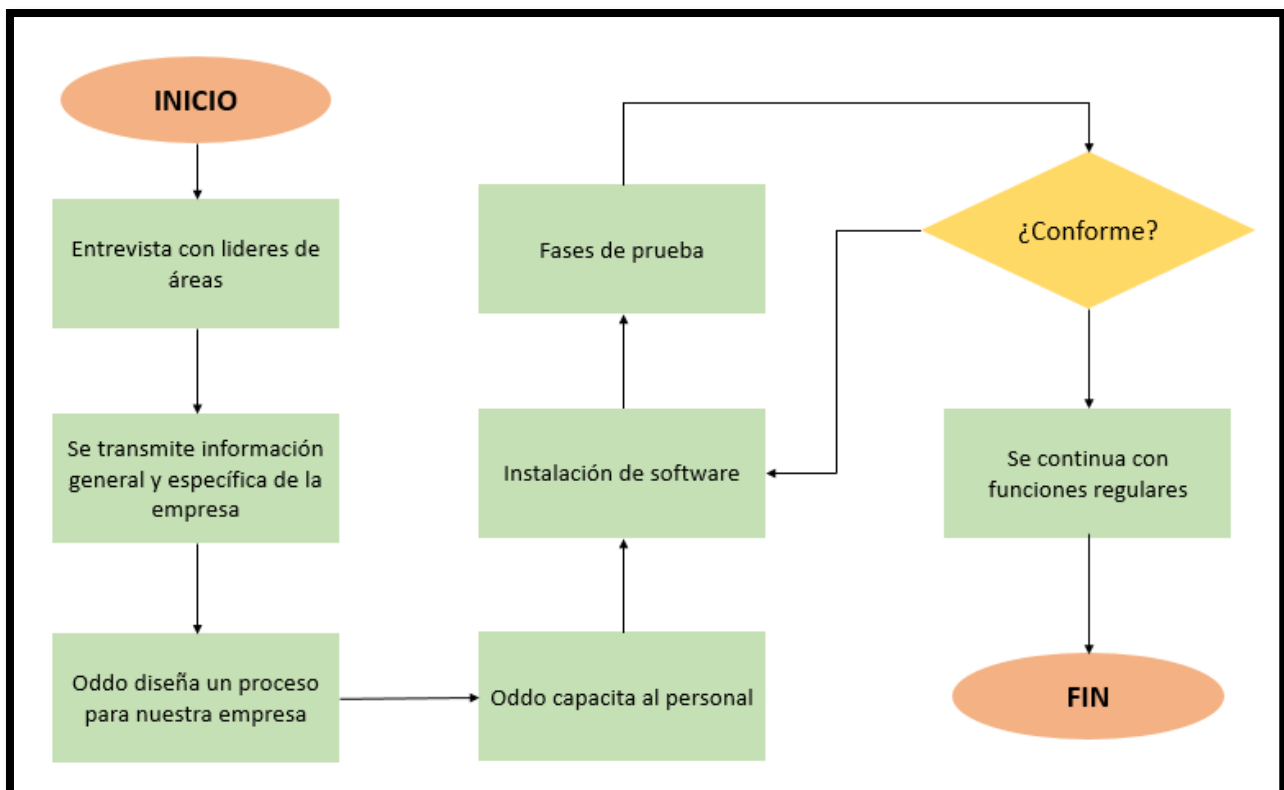 INICIO
Entrevista con lideres de
áreas
Se transmite información
general y específica de la
empresa
Oddo diseña un proceso
para nuestra empresa
Oddo capacita al personal
Instalación de software
Fases de prueba
¿Conforme?
Se continua con
funciones regulares
FIN